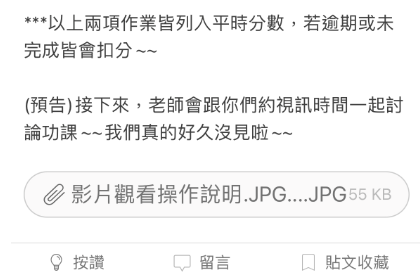 ***以上兩項作業皆列入平時分數，若逾期或未
完成皆會扣分~~
(預告)接下來，老師會跟你們約視訊時間一起討
論功課~~我們真的好久沒見啦~~
影片觀看操作說明.JPG....JPG 55 KB
按讚 留言 貼文收藏